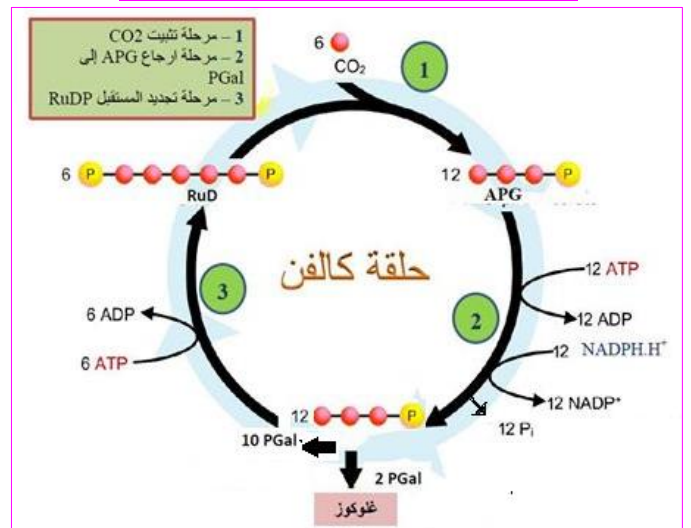 1 – مرحلة تثبيت CO2
2 – مرحلة ارجاع APG إلى
PGal
3 – مرحلة تجديد المستقبل RuDP
6
CO₂
1
6 P P
RuD
12 P
APG
حلقة كالفن
12 ATP
12 ADP
2
12 NADPH.H⁺
12 NADP⁺
12 Pᵢ
3
6 ADP
6 ATP
12 P
10 PGal
2 PGal
غلوكوز